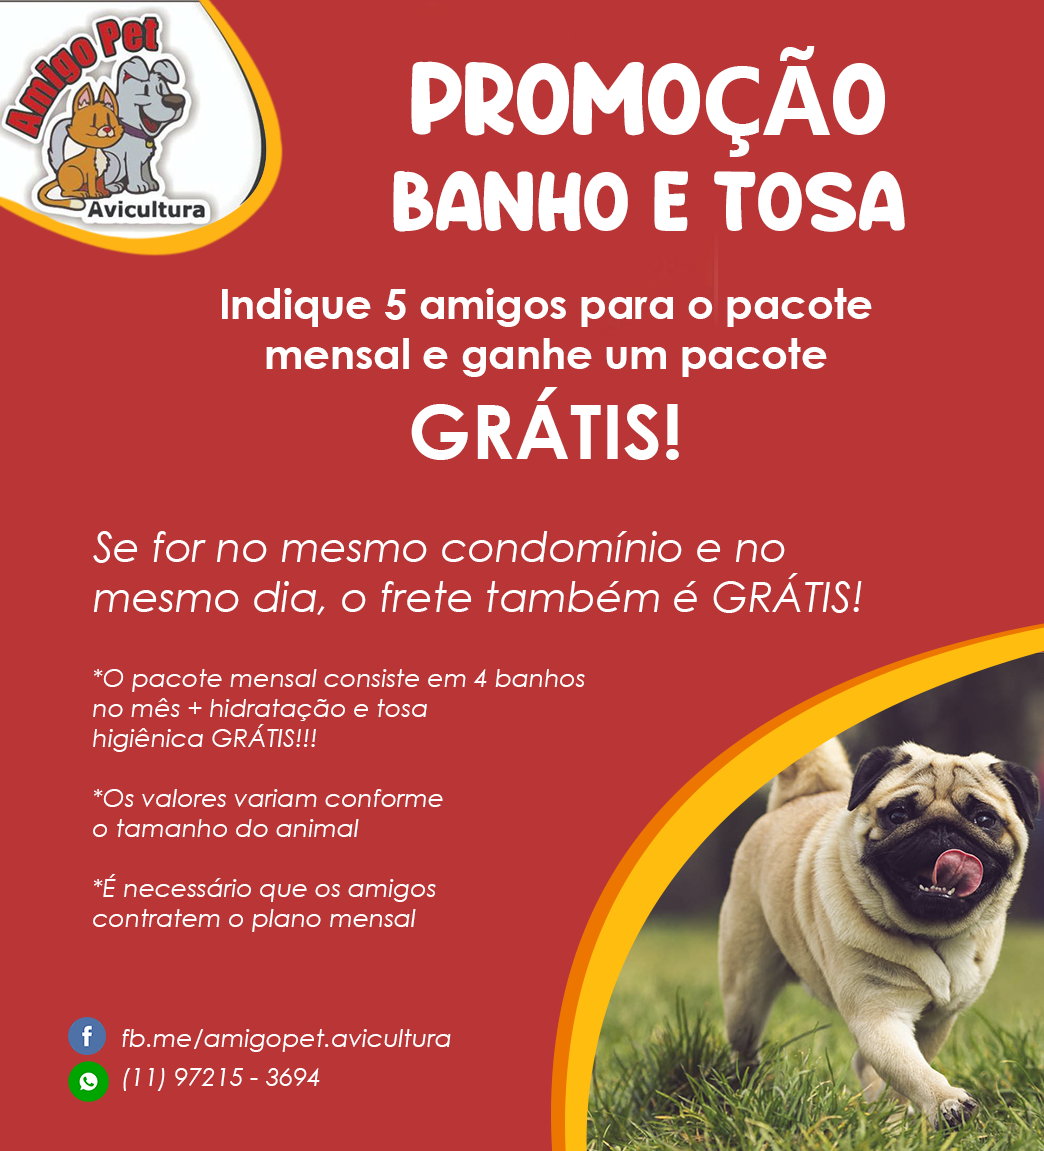 Amigo Pet
Avicultura
PROMOÇÃO
BANHO E TOSA
Indique 5 amigos para o pacote
mensal e ganhe um pacote
GRÁTIS!
Se for no mesmo condomínio e no
mesmo dia, o frete também é GRÁTIS!
*O pacote mensal consiste em 4 banhos
no mês + hidratação e tosa
higiênica GRÁTIS!!!
*Os valores variam conforme
o tamanho do animal
*É necessário que os amigos
contratem o plano mensal
fb.me/amigopet.avicultura
(11) 97215 - 3694